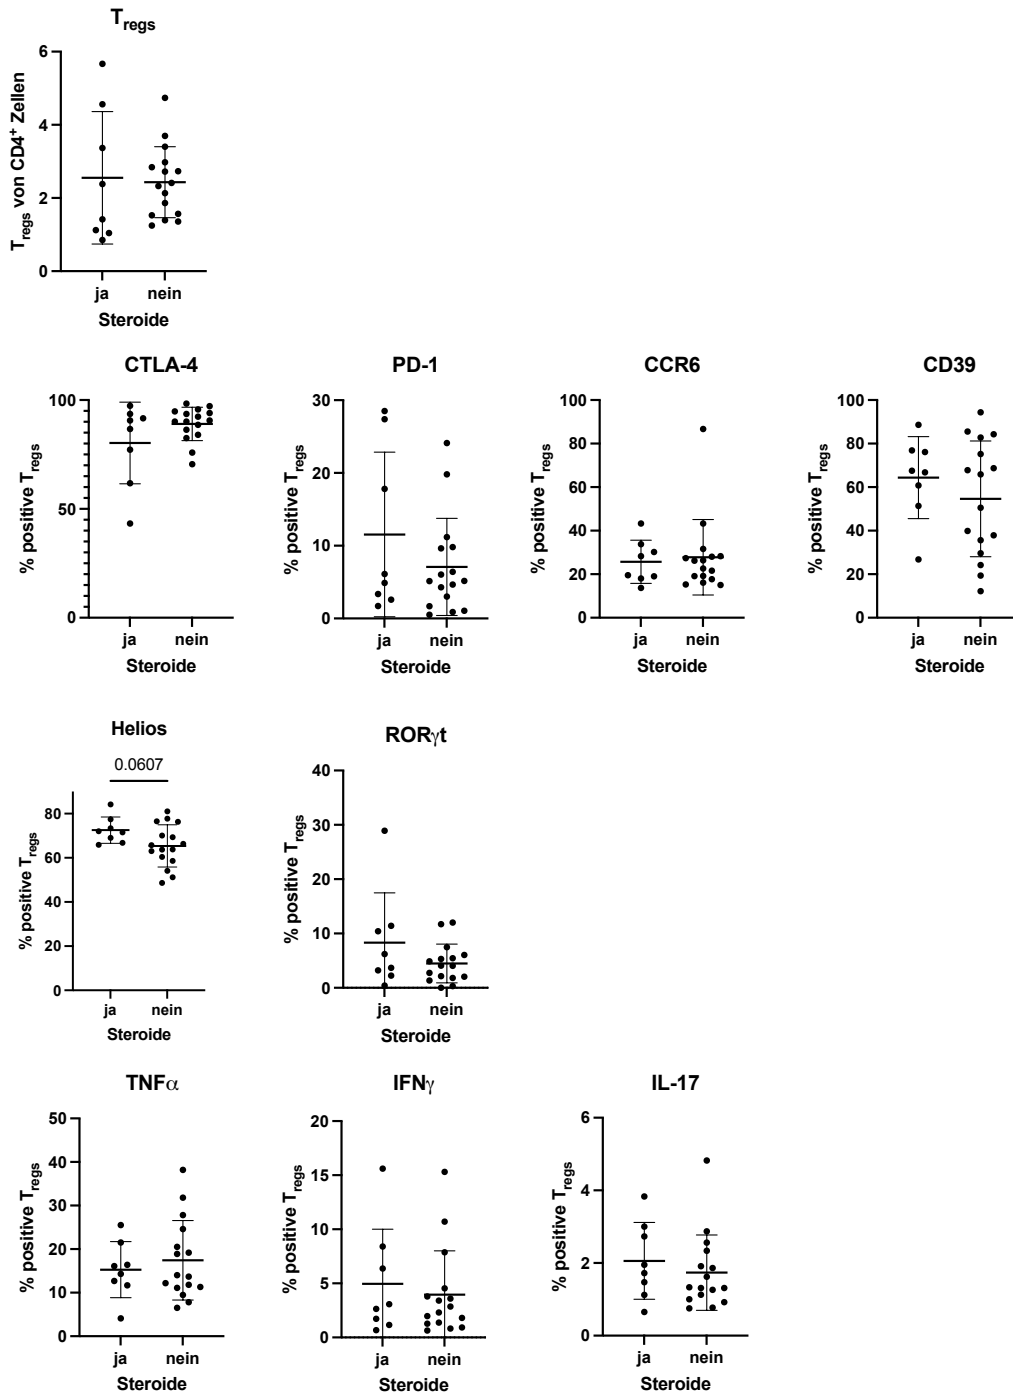 Tregs
Tregs von CD4+ Zellen
6
4
2
0
ja nein
Steroide
CTLA-4
% positive Tregs
100
50
0
ja nein
Steroide
PD-1
% positive Tregs
30
20
10
0
ja nein
Steroide
CCR6
% positive Tregs
100
80
60
40
20
0
ja nein
Steroide
CD39
% positive Tregs
100
80
60
40
20
0
ja nein
Steroide
Helios
0.0607
% positive Tregs
80
60
40
20
0
ja nein
Steroide
RORγt
% positive Tregs
40
30
20
10
0
ja nein
Steroide
TNFα
% positive Tregs
50
40
30
20
10
0
ja nein
Steroide
IFNγ
% positive Tregs
20
15
10
5
0
ja nein
Steroide
IL-17
% positive Tregs
6
4
2
0
ja nein
Steroide